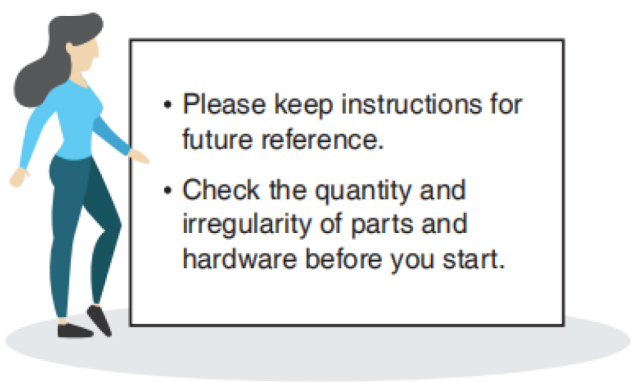 • Please keep instructions for
future reference.
• Check the quantity and
irregularity of parts and
hardware before you start.